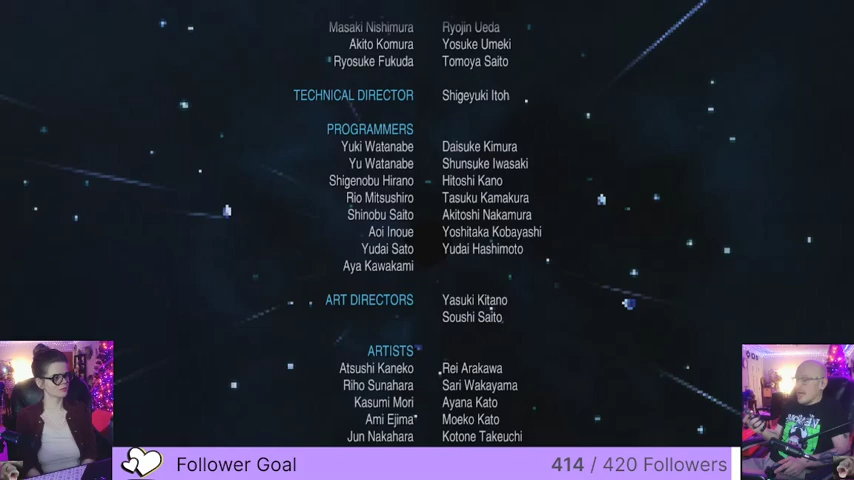 Masaki Nishimura Ryojin Ueda
Akito Komura Yosuke Umeki
Ryosuke Fukuda Tomoya Saito
TECHNICAL DIRECTOR Shigeyuki Itoh
PROGRAMMERS
Yuki Watanabe Daisuke Kimura
Yu Watanabe Shunsuke Iwasaki
Shigenobu Hirano Hitoshi Kano
Rio Mitsushiro Tasuku Kamakura
Shinobu Saito Akitoshi Nakamura
Aoi Inoue Yoshitaka Kobayashi
Yudai Sato Yudai Hashimoto
Aya Kawakami
ART DIRECTORS Yasuki Kitano
Soushi Saito
ARTISTS
Atsushi Kaneko Rei Arakawa
Riho Sunahara Sari Wakayama
Kasumi Mori Ayana Kato
Ami Ejima Moeko Kato
Jun Nakahara Kotone Takeuchi
Follower Goal 414 / 420 Followers